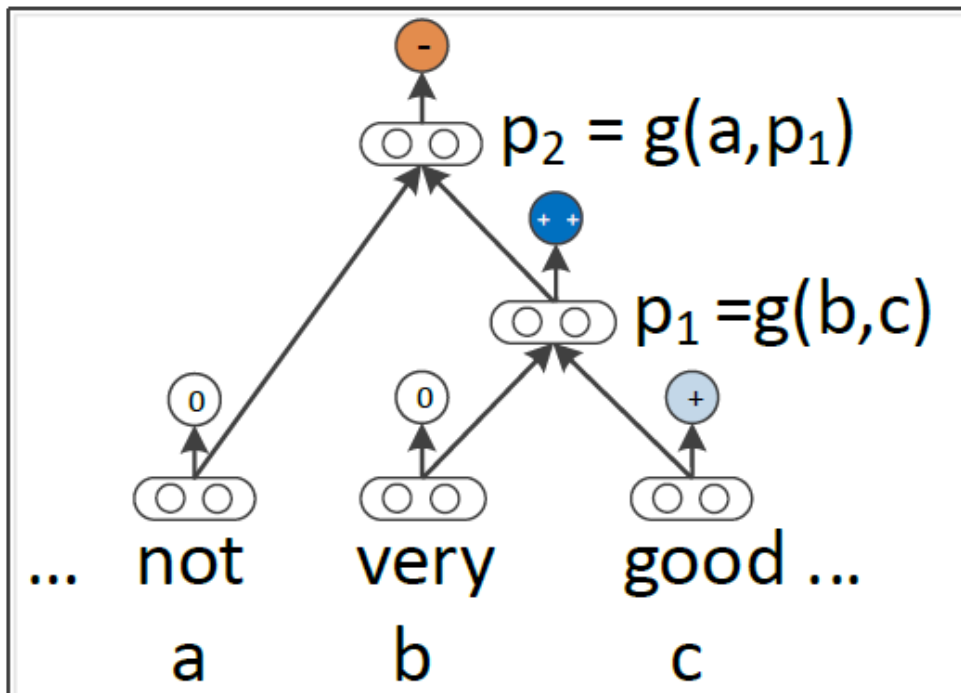 -
p₂ = g(a,p₁)
+ +
p₁ =g(b,c)
0 0 +
... not very good ...
a b c